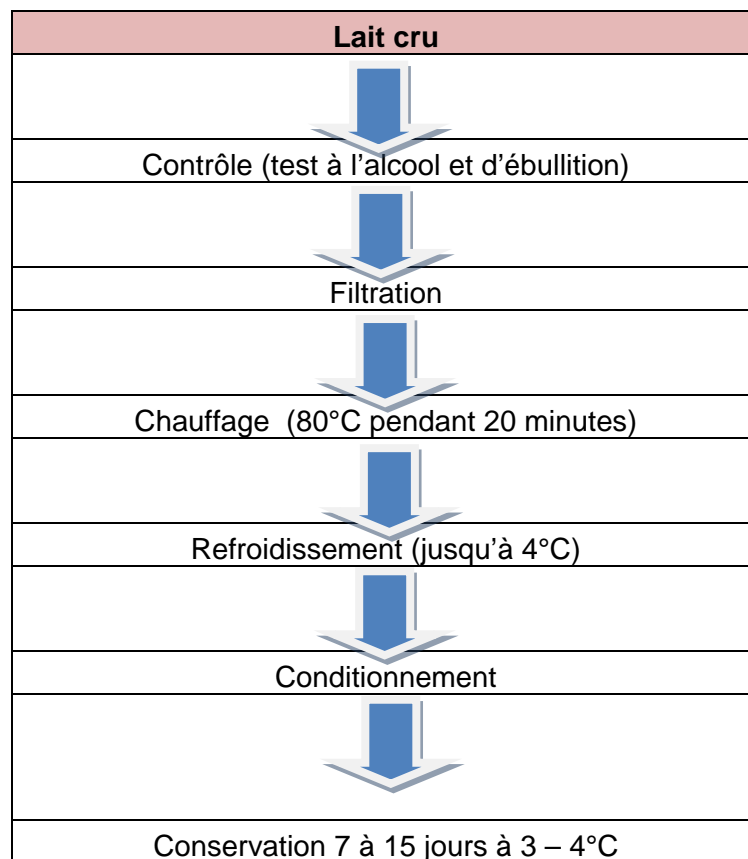 Lait cru
Contrôle (test à l'alcool et d'ébullition)
Filtration
Chauffage  (80°C pendant 20 minutes)
Refroidissement (jusqu'à 4°C)
Conditionnement
Conservation 7 à 15 jours à 3 – 4°C